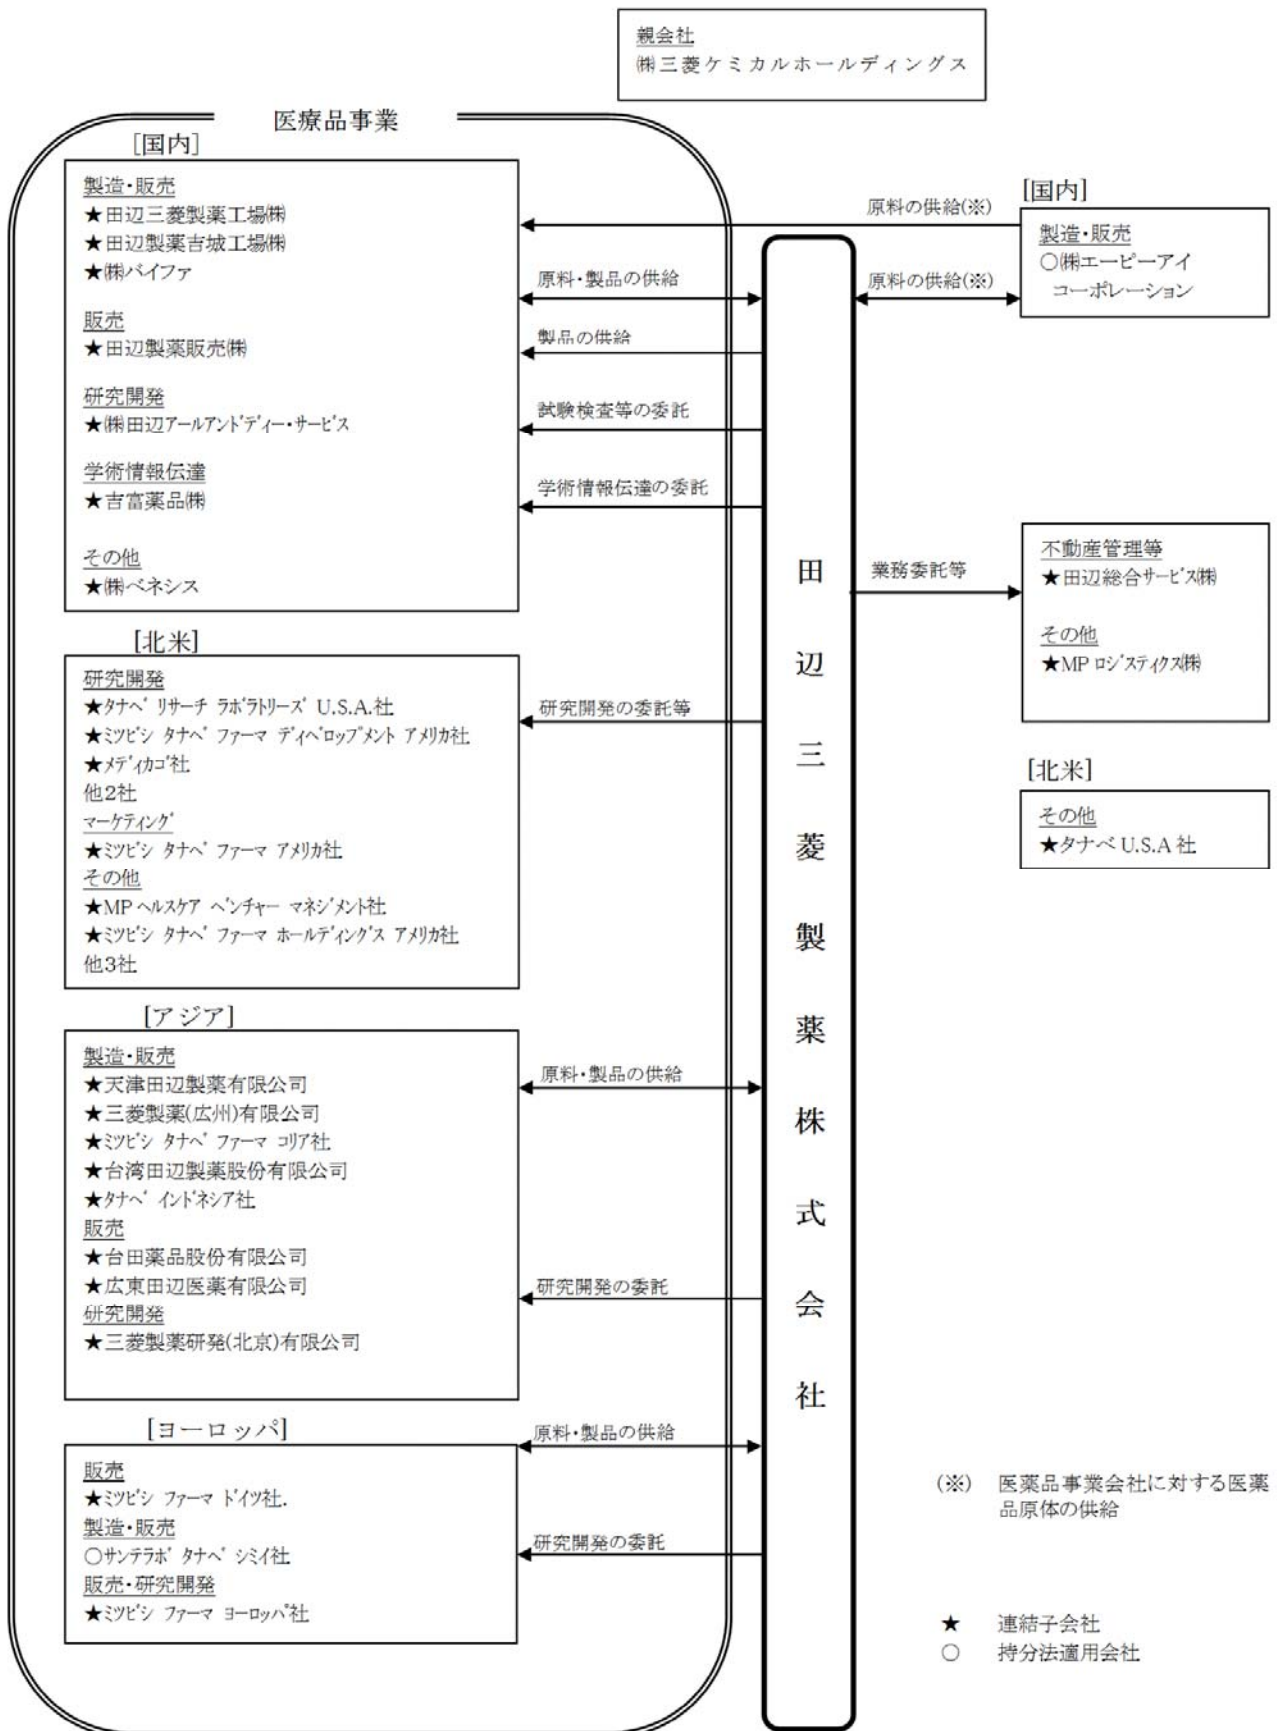 親会社
㈱三菱ケミカルホールディングス
医療品事業
[国内]
製造・販売
★田辺三菱製薬工場㈱
★田辺製薬吉城工場㈱
★㈱バイファ
販売
★田辺製薬販売㈱
研究開発
★㈱田辺アールアンドディー・サービス
学術情報伝達
★吉富薬品㈱
その他
★㈱ベネシス
原料の供給(※)
原料・製品の供給
製品の供給
試験検査等の委託
学術情報伝達の委託
[国内]
製造・販売
○㈱エーピーアイ
コーポレーション
原料の供給(※)
業務委託等
不動産管理等
★田辺総合サービス㈱
その他
★MPロジスティクス㈱
[北米]
その他
★タナベ U.S.A 社
田辺三菱製薬株式会社
[北米]
研究開発
★タナベ リサーチ ラボラトリーズ U.S.A.社
★ミツビシ タナベ ファーマ ディベロップメント アメリカ社
★メディカゴ社
他2社
マーケティング
★ミツビシ タナベ ファーマ アメリカ社
その他
★MPヘルスケア ベンチャー マネジメント社
★ミツビシ タナベ ファーマ ホールディングス アメリカ社
他3社
研究開発の委託等
[アジア]
製造・販売
★天津田辺製薬有限公司
★三菱製薬(広州)有限公司
★ミツビシ タナベ ファーマ コリア社
★台湾田辺製薬股份有限公司
★タナベ インドネシア社
販売
★台田薬品股份有限公司
★広東田辺医薬有限公司
研究開発
★三菱製薬研発(北京)有限公司
原料・製品の供給
研究開発の委託
[ヨーロッパ]
販売
★ミツビシ ファーマ ドイツ社.
製造・販売
○サンテラボ タナベ シミイ社
販売・研究開発
★ミツビシ ファーマ ヨーロッパ社
原料・製品の供給
研究開発の委託
(※) 医薬品事業会社に対する医薬
品原体の供給
★ 連結子会社
○ 持分法適用会社